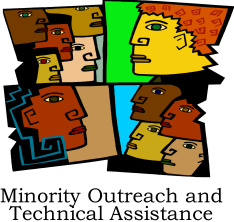 Minority Outreach and
Technical Assistance